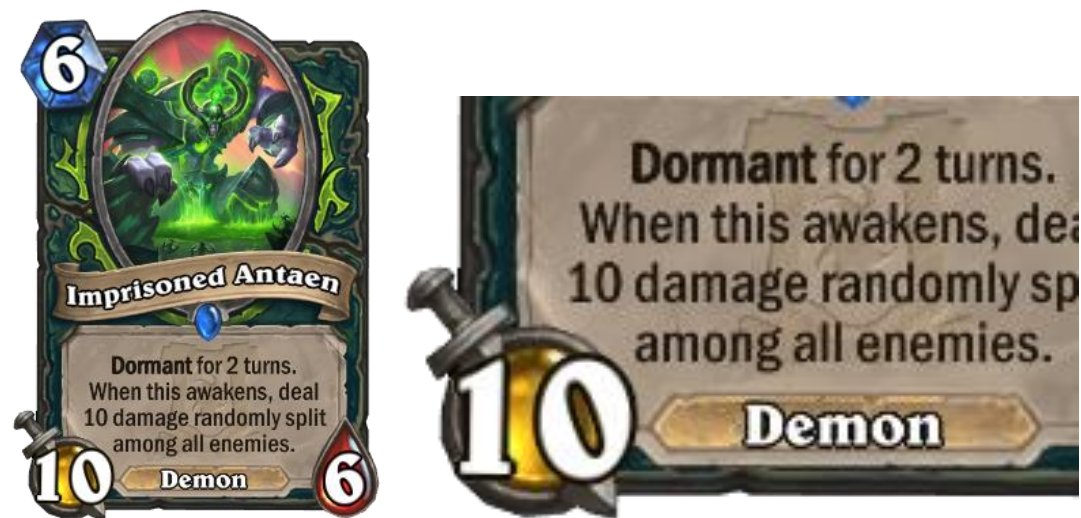 6
Imprisoned Antaen
Dormant for 2 turns.
When this awakens, deal
10 damage randomly split
among all enemies.
10
Demon
6
Dormant for 2 turns.
When this awakens, dea
10 damage randomly sp
among all enemies.
10
Demon